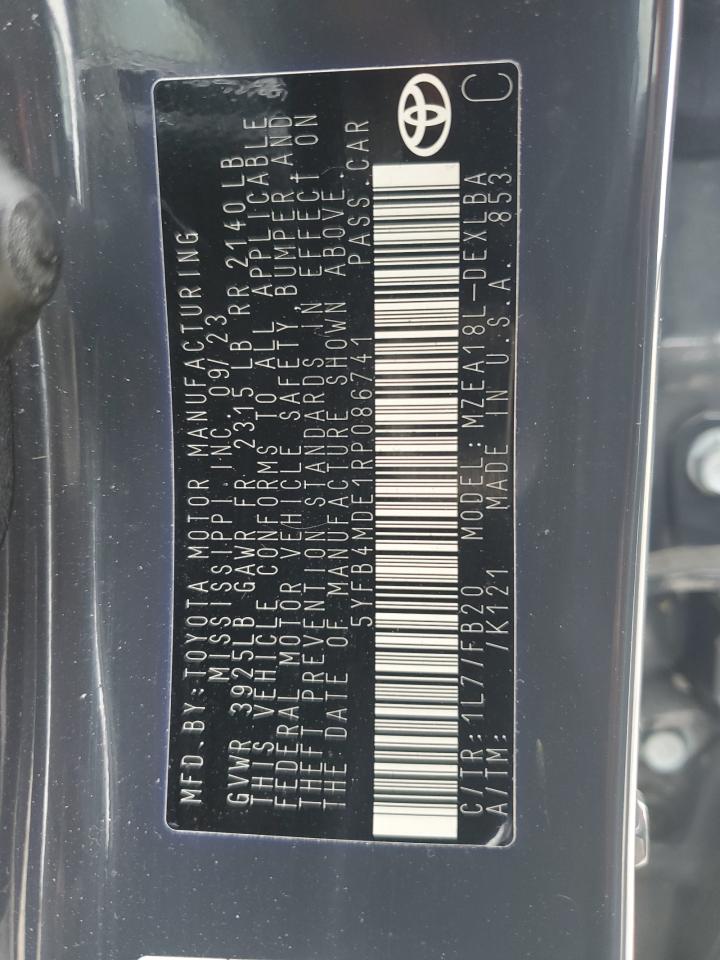 MFD.BY:TOYOTA MOTOR MANUFACTURING
MISSISSIPPI,INC.09/23
GVWR 3925LB GAWR FR 2315 LB RR 2140LB
THIS VEHICLE CONFORMS TO ALL APPLICABLE
FEDERAL MOTOR VEHICLE SAFETY BUMPER AND
THEFT PREVENTION STANDARDS IN EFFECT ON
THE DATE OF MANUFACTURE SHOWN ABOVE.
5YFB4MDE1RP086741 PASS.CAR
C/TR:1L7/FB20 MODEL:MZEA18L-DEXLBA
A/TM: /K121 MADE IN U.S.A. 853
C